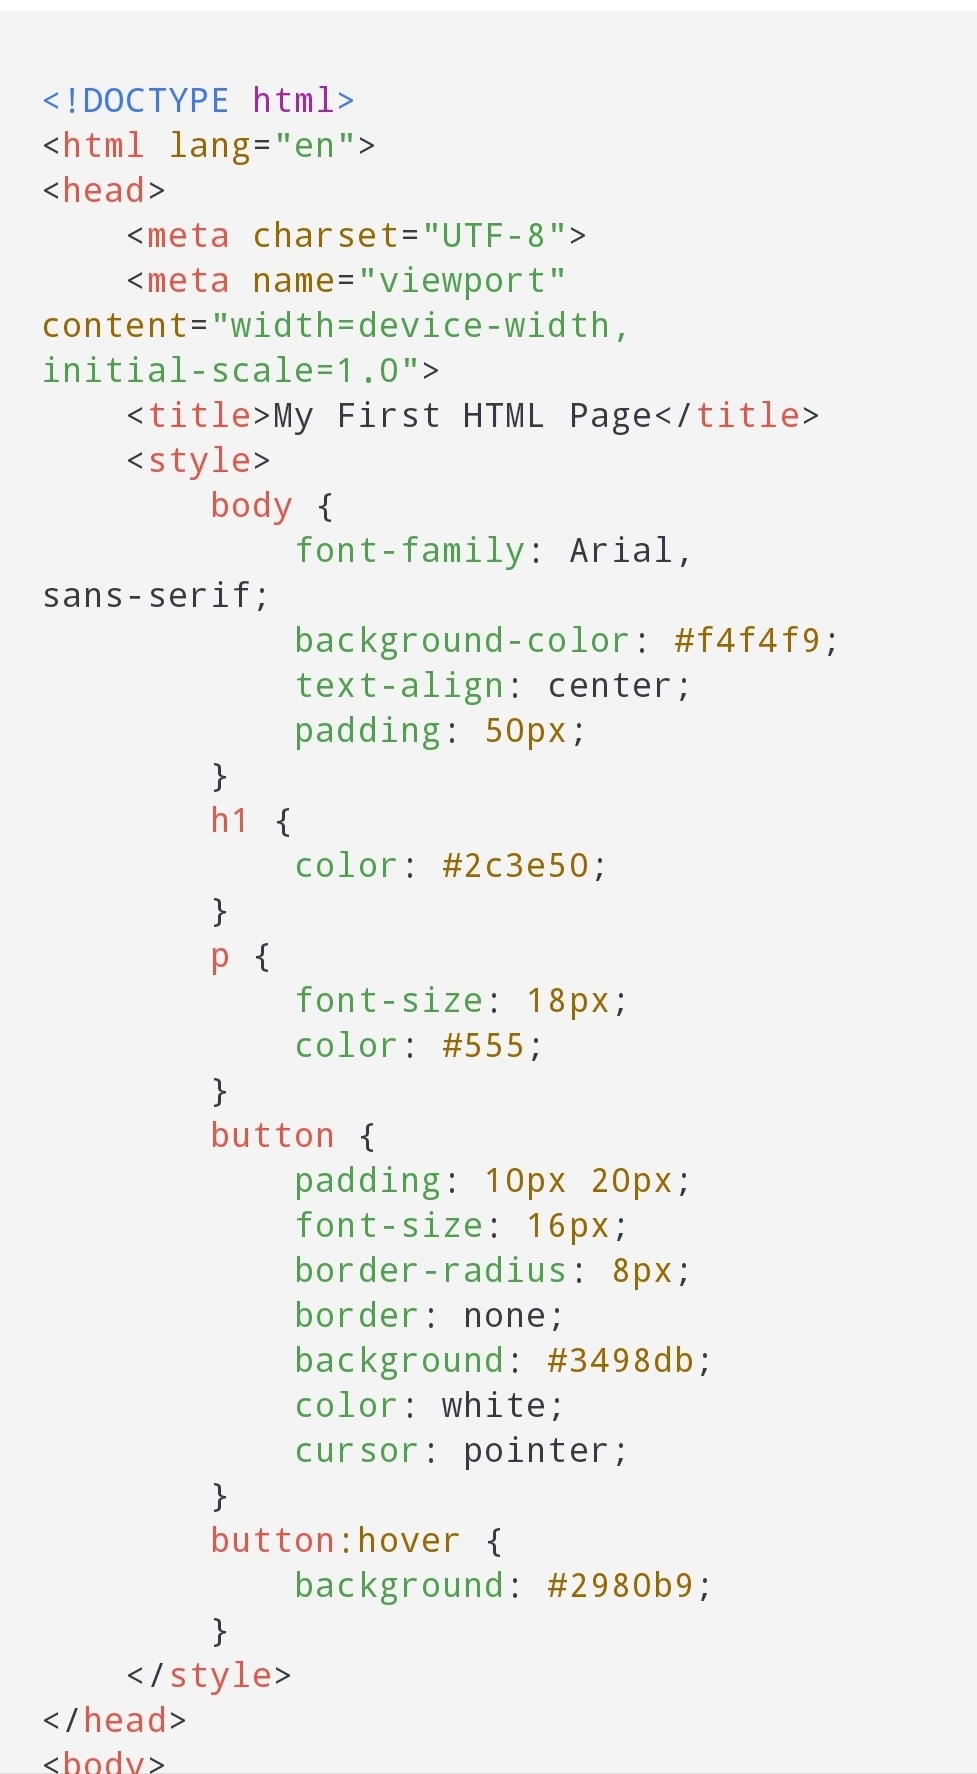 <!DOCTYPE html>
<html lang="en">
<head>
    <meta charset="UTF-8">
    <meta name="viewport"
content="width=device-width,
initial-scale=1.0">
    <title>My First HTML Page</title>
    <style>
        body {
            font-family: Arial,
sans-serif;
            background-color: #f4f4f9;
            text-align: center;
            padding: 50px;
        }
        h1 {
            color: #2c3e50;
        }
        p {
            font-size: 18px;
            color: #555;
        }
        button {
            padding: 10px 20px;
            font-size: 16px;
            border-radius: 8px;
            border: none;
            background: #3498db;
            color: white;
            cursor: pointer;
        }
        button:hover {
            background: #2980b9;
        }
    </style>
</head>
<body>